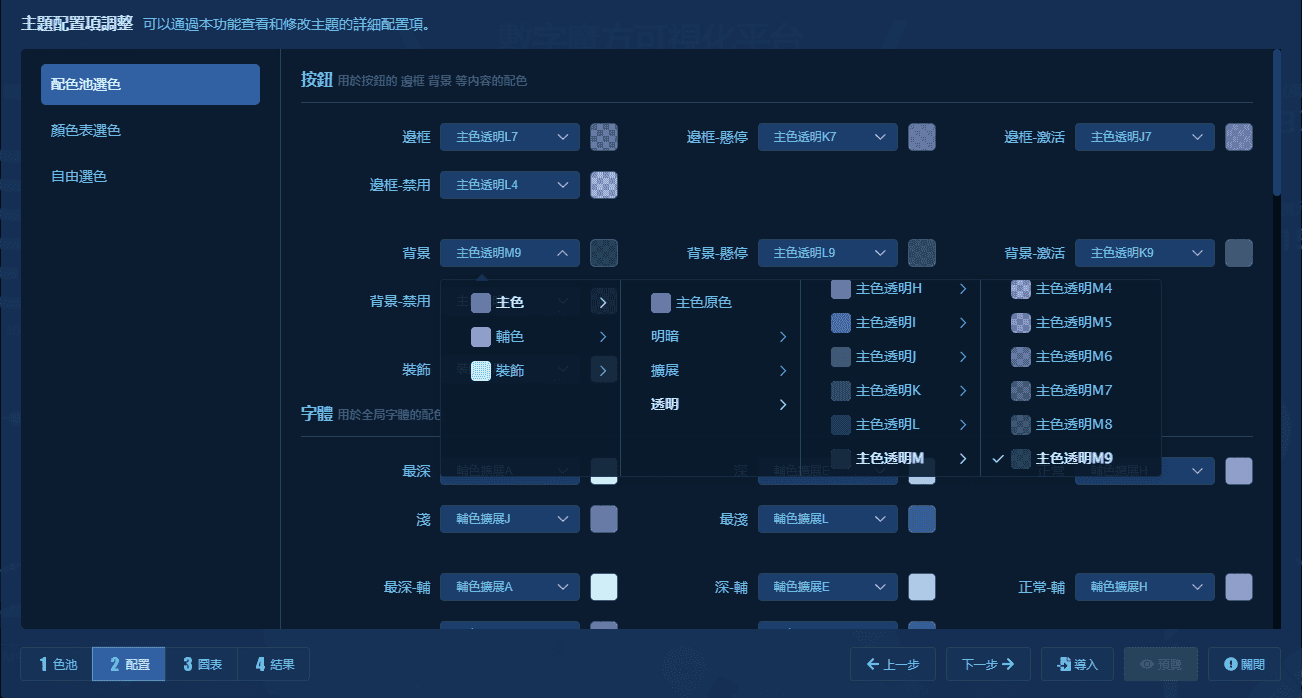 主題配置項調整 可以通過本功能查看和修改主題的詳細配置項。
數字魔方可視化平台
配色池選色
顏色表選色
自由選色
按鈕 用於按鈕的 邊框 背景 等內容的配色
邊框 主色透明L7 邊框-懸停 主色透明K7 邊框-激活 主色透明J7
邊框-禁用 主色透明L4
背景 主色透明M9 背景-懸停 主色透明L9 背景-激活 主色透明K9
背景-禁用
裝飾
主色
輔色
裝飾
主色原色
明暗
擴展
透明
主色透明H
主色透明I
主色透明J
主色透明K
主色透明L
主色透明M
主色透明M4
主色透明M5
主色透明M6
主色透明M7
主色透明M8
主色透明M9
字體 用於全局字體的配色
最深 輔色擴展A 深 輔色擴展E 正常 輔色擴展H
淺 輔色擴展J 最淺 輔色擴展L
最深-輔 輔色擴展A 深-輔 輔色擴展E 正常-輔 輔色擴展H
1 色池 2 配置 3 圖表 4 結果 上一步 下一步 導入 預覽 關閉